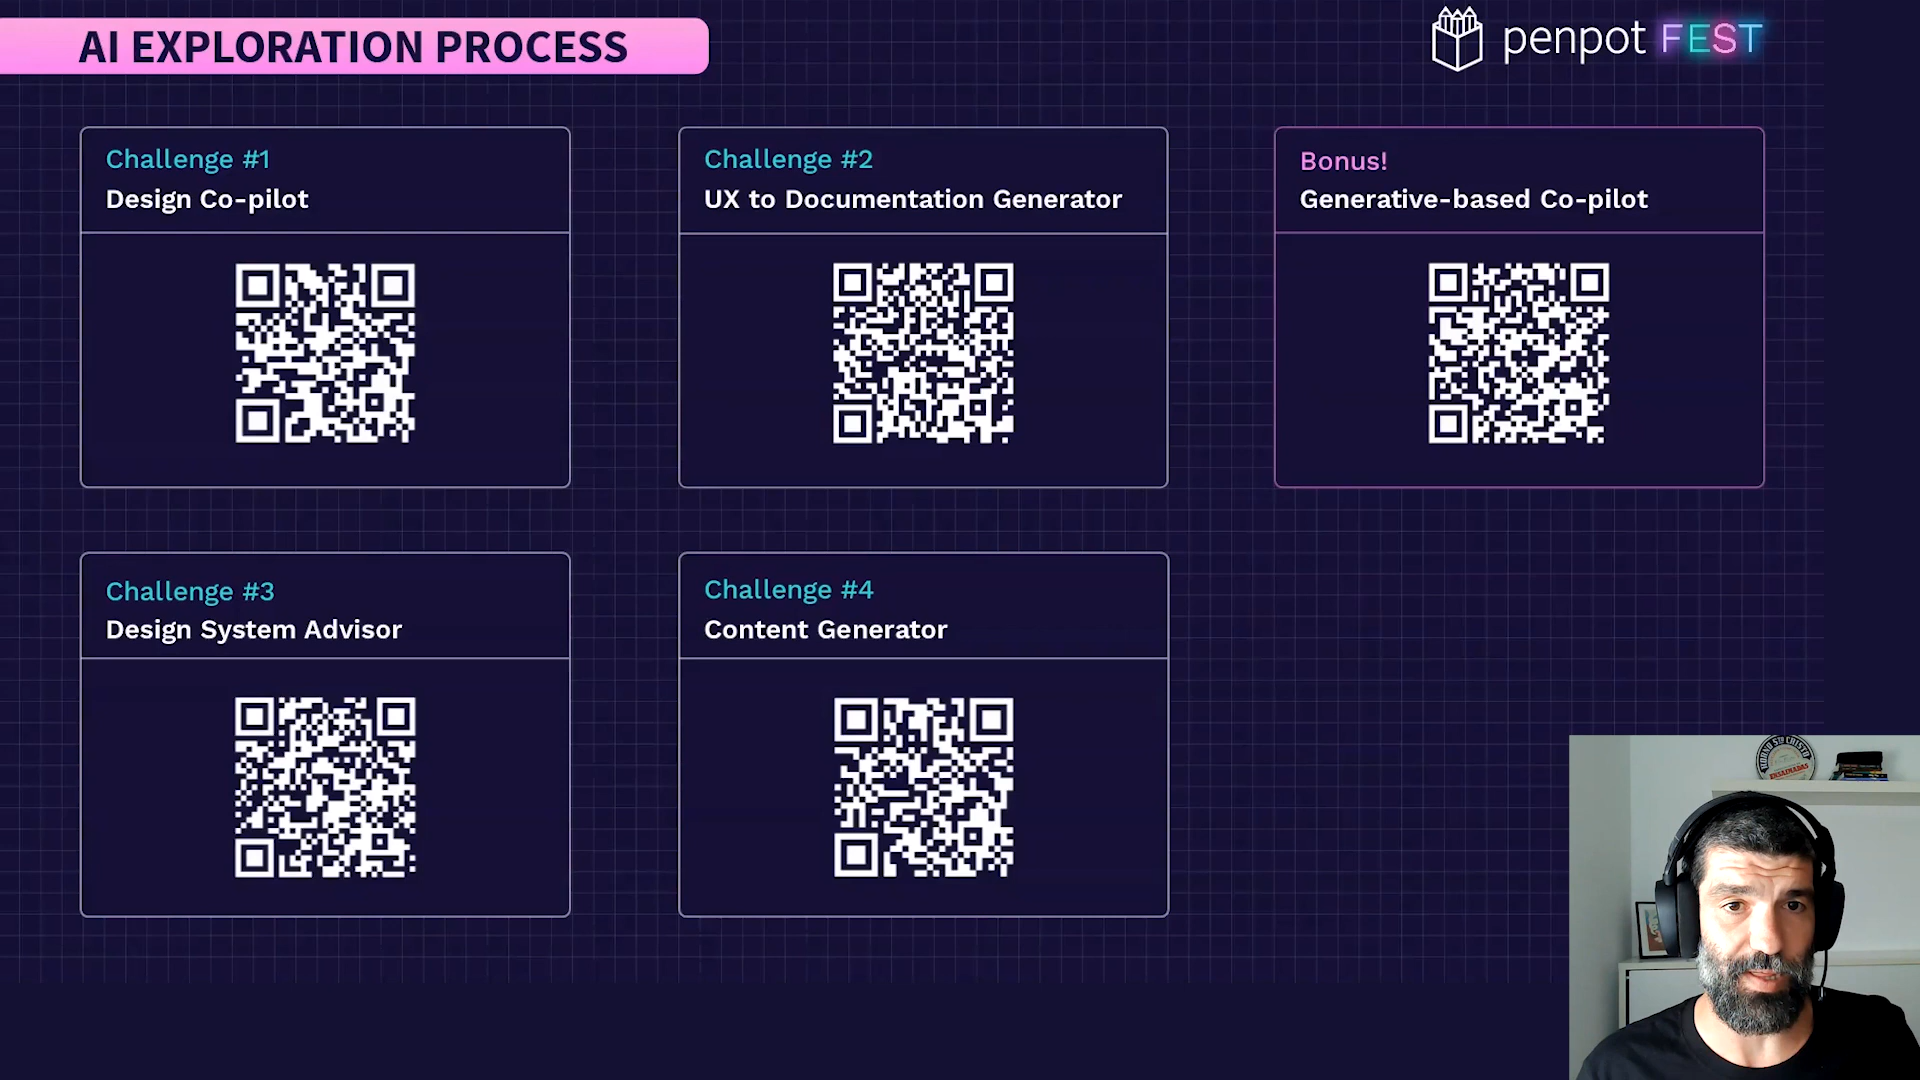 AI EXPLORATION PROCESS
penpot FEST
Challenge #1
Design Co-pilot
Challenge #2
UX to Documentation Generator
Bonus!
Generative-based Co-pilot
Challenge #3
Design System Advisor
Challenge #4
Content Generator
ENSAIMADAS